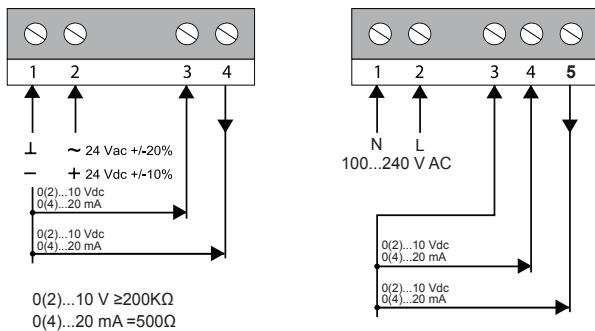 1 2 3 4
⊥ ~ 24 Vac +/-20%
− + 24 Vdc +/-10%
0(2)...10 Vdc
0(4)...20 mA
0(2)...10 Vdc
0(4)...20 mA
0(2)...10 V ≥200KΩ
0(4)...20 mA =500Ω
1 2 3 4 5
N L
100...240 V AC
0(2)...10 Vdc
0(4)...20 mA
0(2)...10 Vdc
0(4)...20 mA